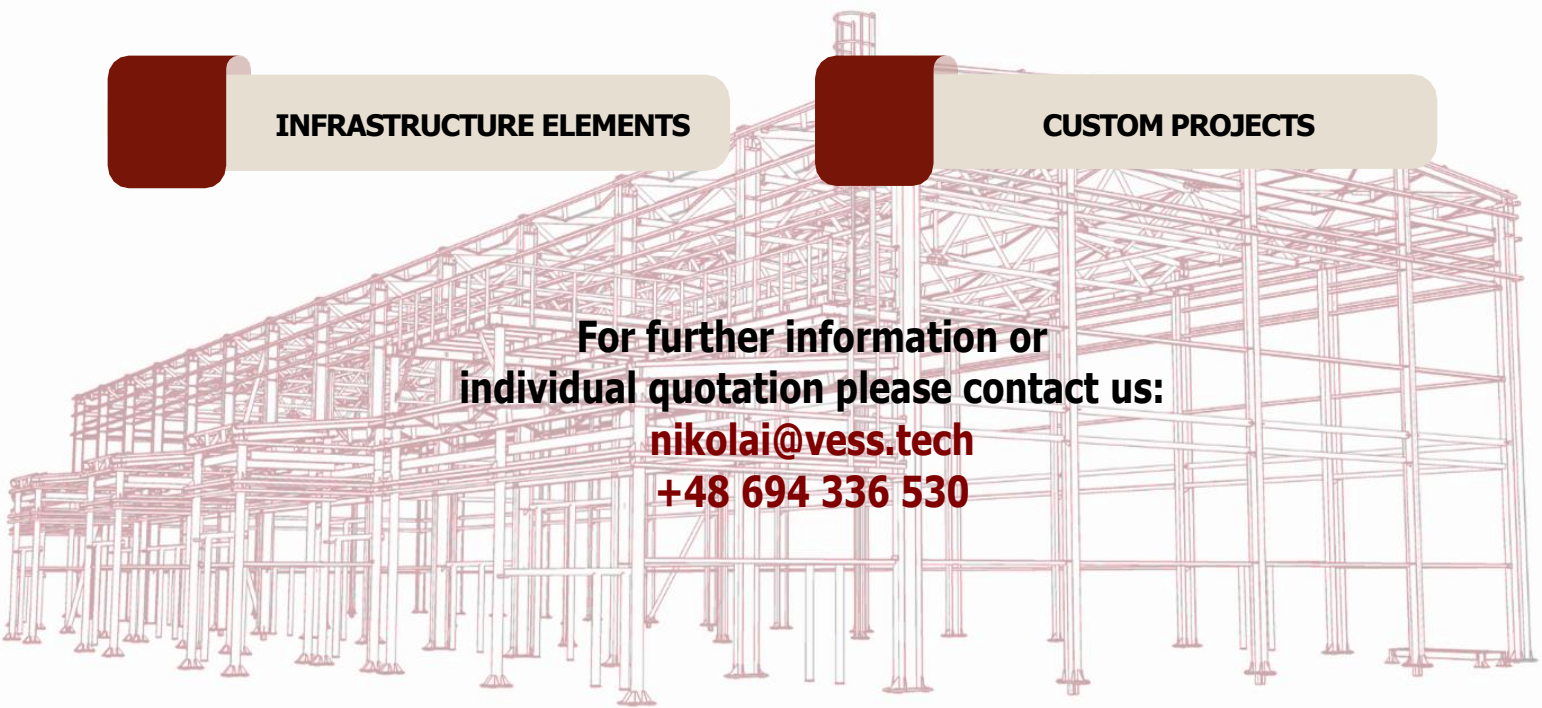 INFRASTRUCTURE ELEMENTS
CUSTOM PROJECTS
For further information or
individual quotation please contact us:
nikolai@vess.tech
+48 694 336 530